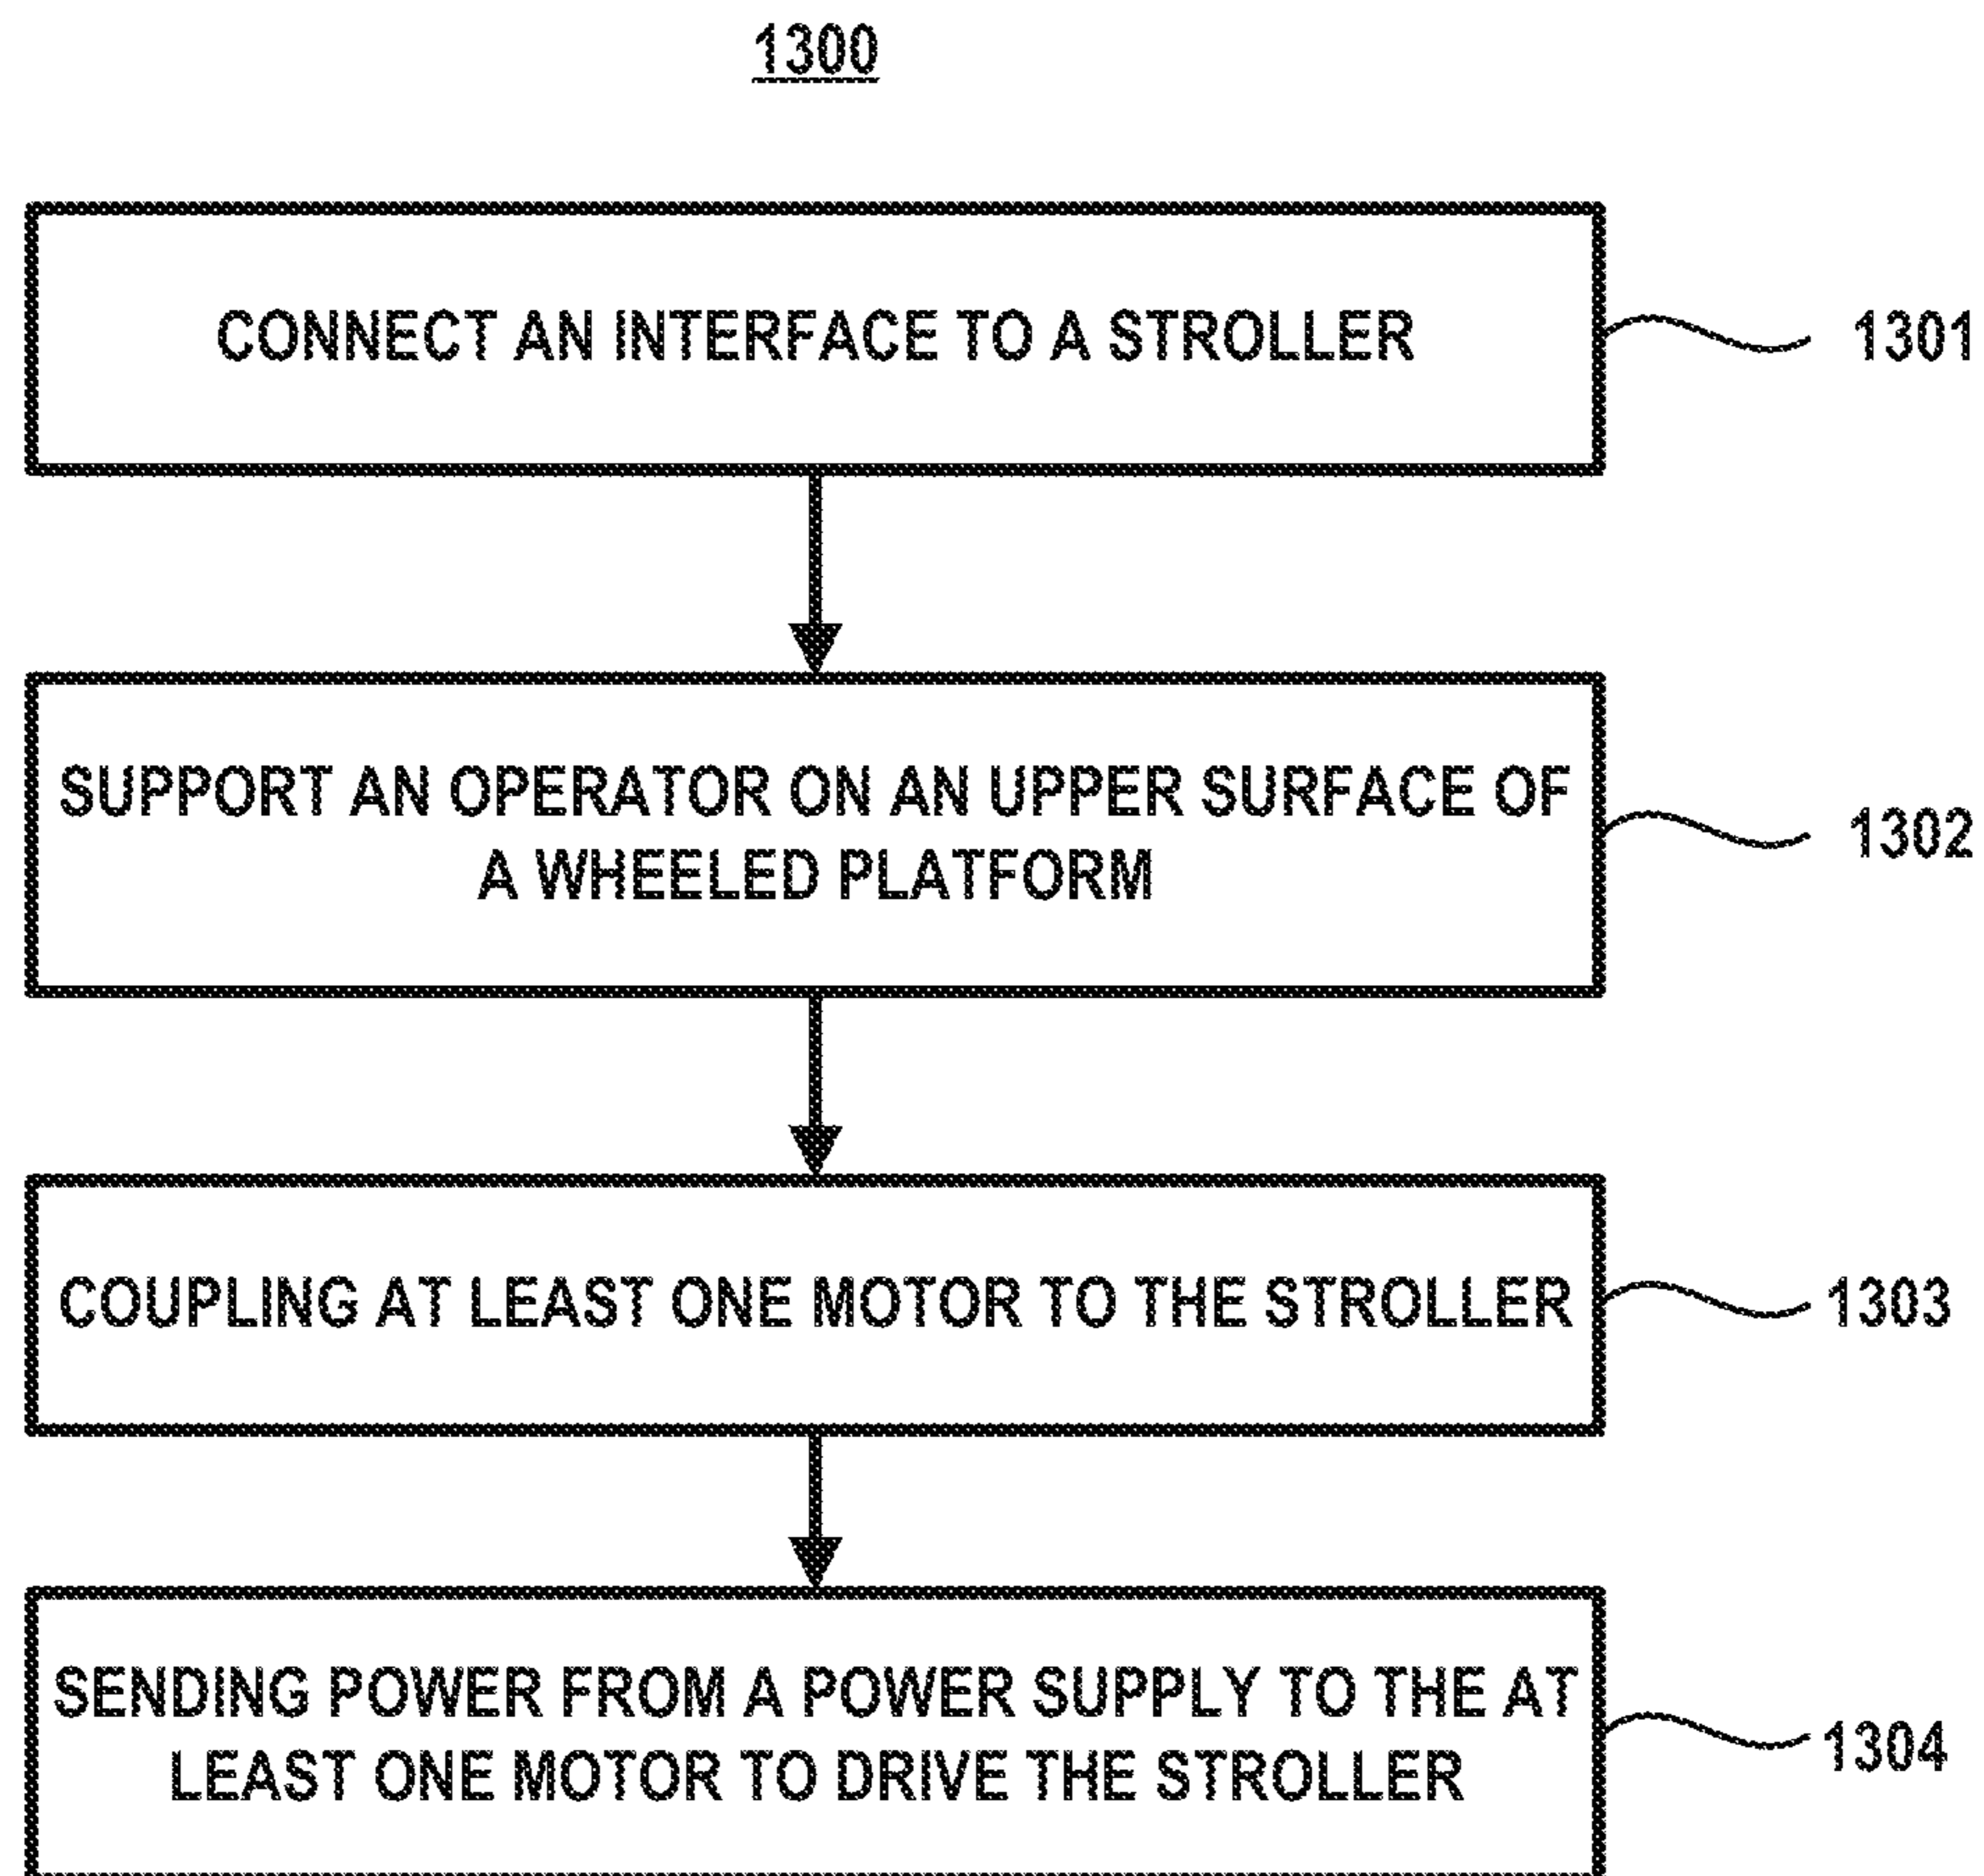 1300
CONNECT AN INTERFACE TO A STROLLER
1301
SUPPORT AN OPERATOR ON AN UPPER SURFACE OF
A WHEELED PLATFORM
1302
COUPLING AT LEAST ONE MOTOR TO THE STROLLER
1303
SENDING POWER FROM A POWER SUPPLY TO THE AT
LEAST ONE MOTOR TO DRIVE THE STROLLER
1304